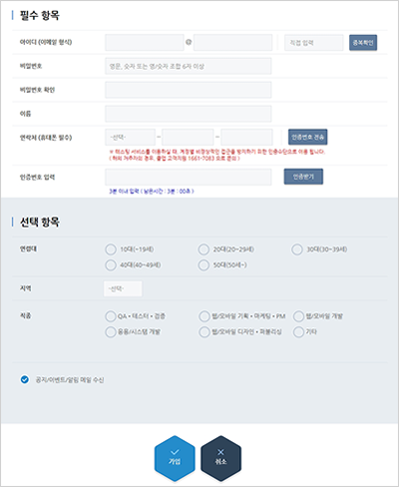 필수 항목
아이디 (이메일 형식)
@
직접 입력
중복확인
비밀번호
영문, 숫자 또는 영/숫자 조합 6자 이상
비밀번호 확인
이름
연락처 (휴대폰 필수)
-선택-
-
-
인증번호 전송
※ 테스팅 서비스를 이용하실 때, 계정별 비정상적인 접근을 방지하기 위한 인증수단으로 이용 됩니다.
( 해외 거주자의 경우, 줄업 고객지원 1661-7083 으로 문의 )
인증번호 입력
인증받기
3분 이내 입력 ( 남은시간 : 3분 : 00초 )
선택 항목
연령대
10대(~19세)
20대(20~29세)
30대(30~39세)
40대(40~49세)
50대(50세~)
지역
-선택-
직종
QA • 테스터 • 검증
웹/모바일 기획 • 마케팅 • PM
웹/모바일 개발
응용/시스템 개발
웹/모바일 디자인 • 퍼블리싱
기타
공지/이벤트/알림 메일 수신
가입
취소